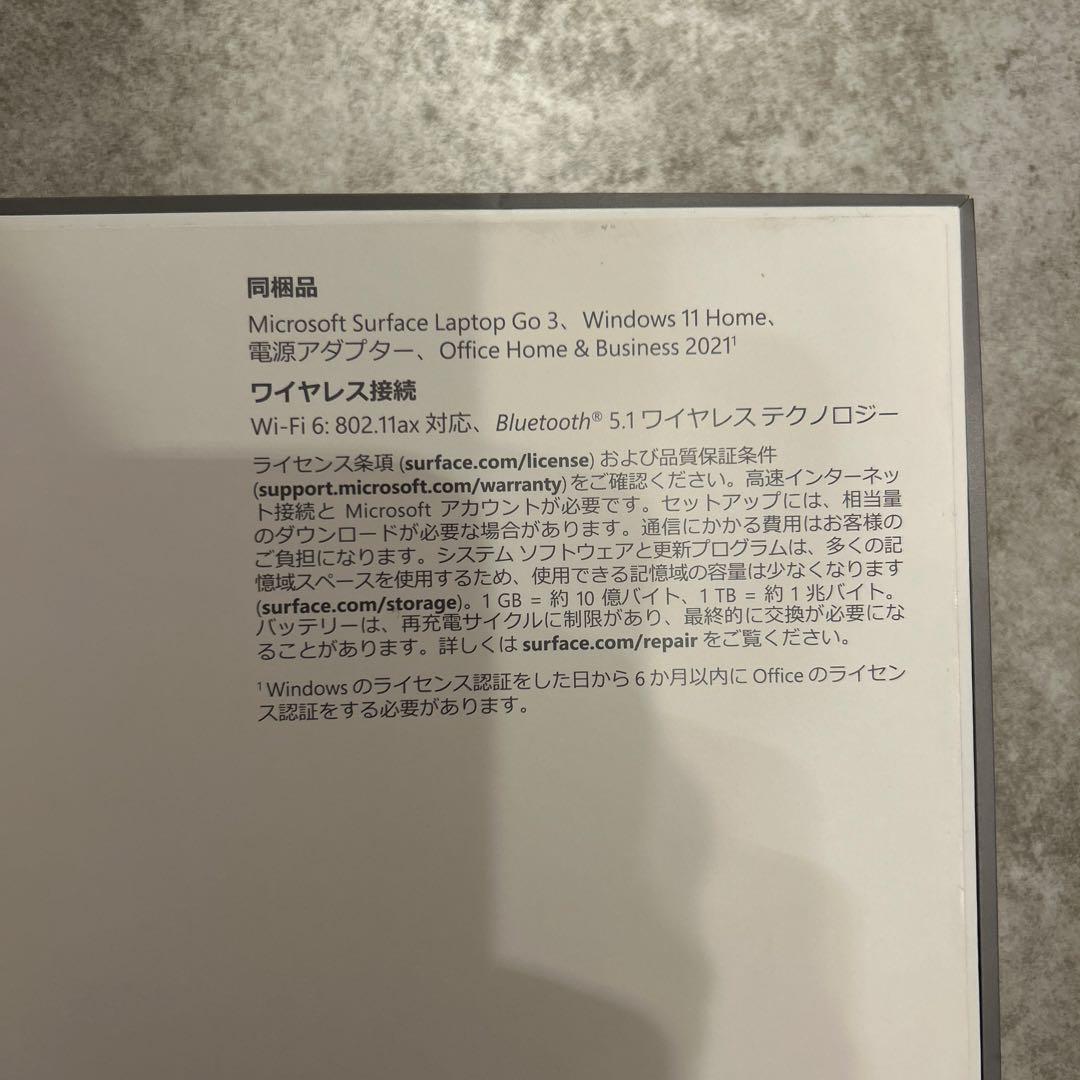 同梱品
Microsoft Surface Laptop Go 3、Windows 11 Home、
電源アダプター、Office Home & Business 2021¹
ワイヤレス接続
Wi-Fi 6: 802.11ax 対応、Bluetooth® 5.1 ワイヤレス テクノロジー
ライセンス条項 (surface.com/license) および品質保証条件
(support.microsoft.com/warranty) をご確認ください。高速インターネッ
ト接続と Microsoft アカウントが必要です。セットアップには、相当量
のダウンロードが必要な場合があります。通信にかかる費用はお客様の
ご負担になります。システム ソフトウェアと更新プログラムは、多くの記
憶域スペースを使用するため、使用できる記憶域の容量は少なくなります
(surface.com/storage)。1 GB = 約 10 億バイト、1 TB = 約 1 兆バイト。
バッテリーは、再充電サイクルに制限があり、最終的に交換が必要にな
ることがあります。詳しくは surface.com/repair をご覧ください。
¹ Windows のライセンス認証をした日から 6 か月以内に Office のライセン
ス認証をする必要があります。